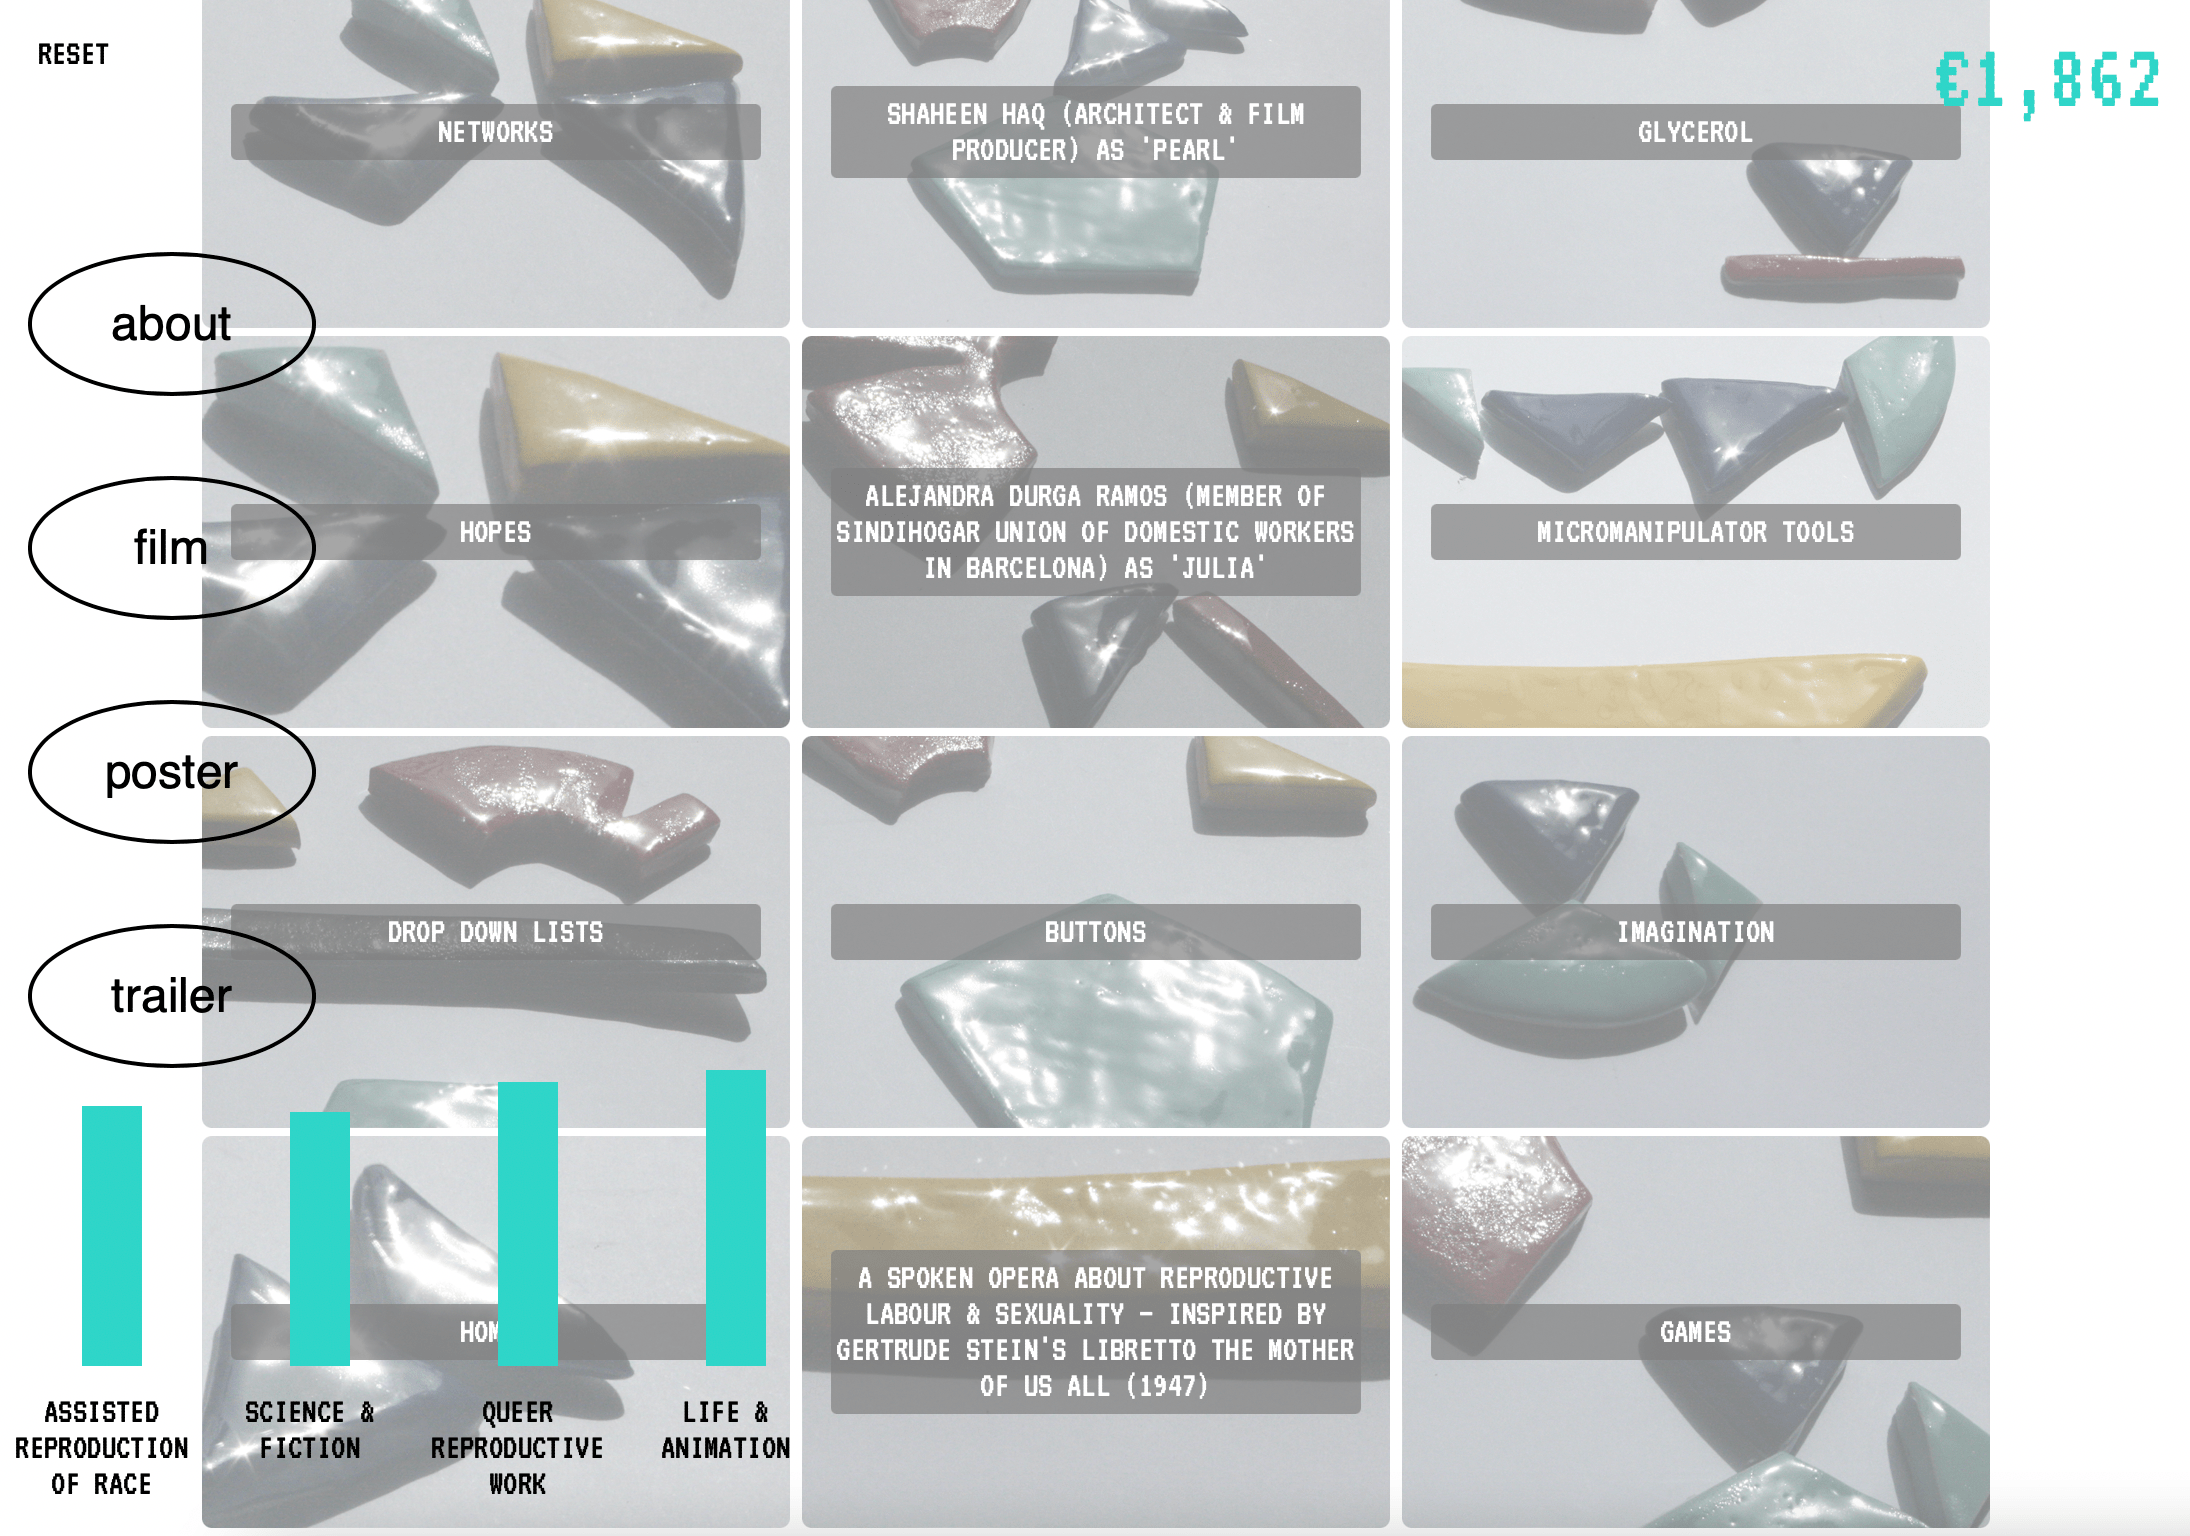 RESET
€1,862
NETWORKS
SHAHEEN HAQ (ARCHITECT & FILM
PRODUCER) AS 'PEARL'
GLYCEROL
about
film
poster
trailer
HOPES
ALEJANDRA DURGA RAMOS (MEMBER OF
SINDIHOGAR UNION OF DOMESTIC WORKERS
IN BARCELONA) AS 'JULIA'
MICROMANIPULATOR TOOLS
DROP DOWN LISTS
BUTTONS
IMAGINATION
A SPOKEN OPERA ABOUT REPRODUCTIVE
LABOUR & SEXUALITY – INSPIRED BY
GERTRUDE STEIN'S LIBRETTO THE MOTHER
OF US ALL (1947)
GAMES
ASSISTED
REPRODUCTION
OF RACE
SCIENCE &
FICTION
QUEER
REPRODUCTIVE
WORK
LIFE &
ANIMATION